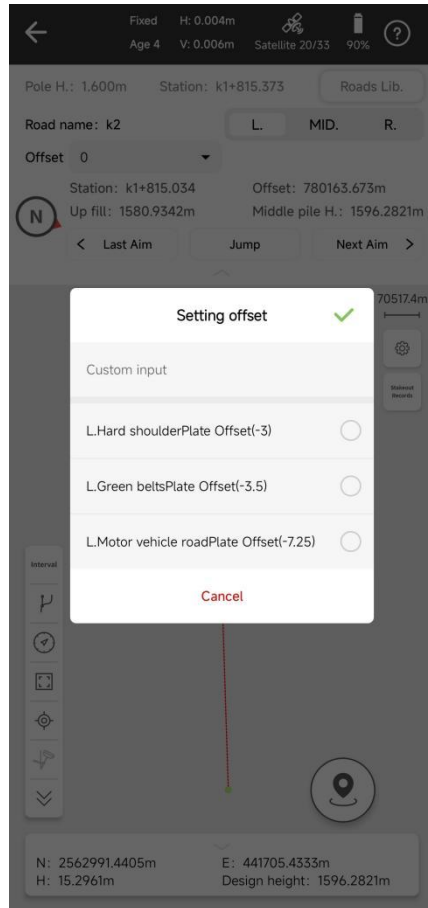 Fixed H: 0.004m
Age 4 V: 0.006m Satellite 20/33 90% ?
Pole H.: 1.600m Station: k1+815.373 Roads Lib.
Road name: k2 L. MID. R.
Offset 0
Station: k1+815.034 Offset: 780163.673m
N Up fill: 1580.9342m Middle pile H.: 1596.2821m
< Last Aim Jump Next Aim >
70517.4m
Setting offset
Custom input
Stakeout
Records
L.Hard shoulderPlate Offset(-3)
L.Green beltsPlate Offset(-3.5)
L.Motor vehicle roadPlate Offset(-7.25)
Interval
Cancel
N: 2562991.4405m E: 441705.4333m
H: 15.2961m Design height: 1596.2821m